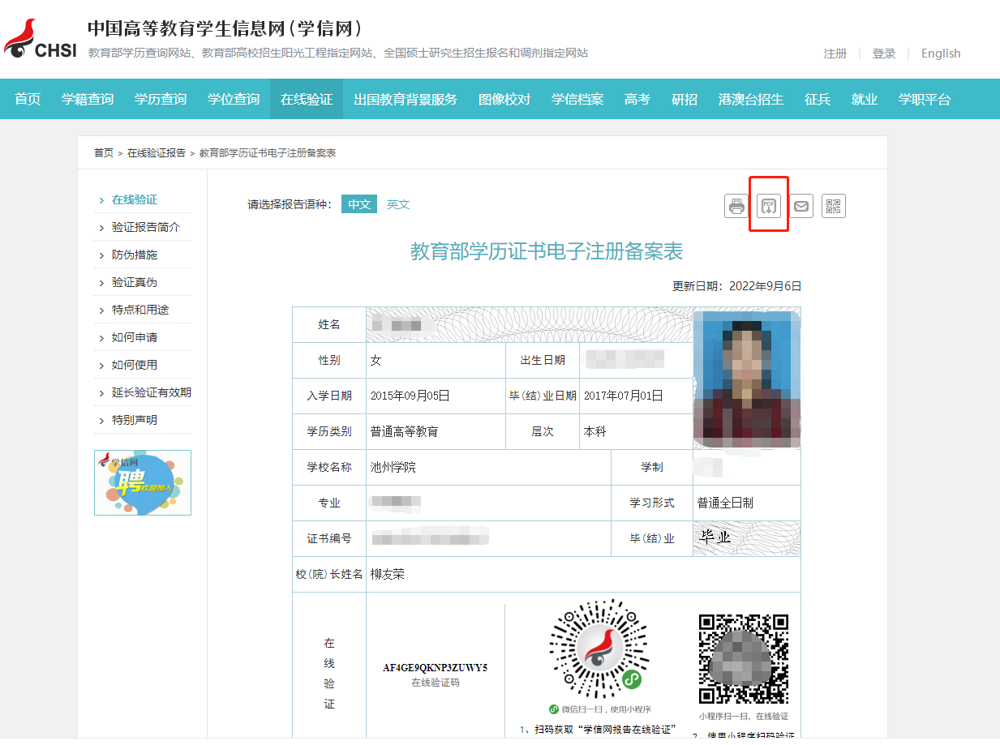 CHSI
中国高等教育学生信息网(学信网)
教育部学历查询网站、教育部高校招生阳光工程指定网站、全国硕士研究生招生报名和调剂指定网站
注册 | 登录 | English
首页 学籍查询 学历查询 学位查询 在线验证 出国教育背景服务 图像校对 学信档案 高考 研招 港澳台招生 征兵 就业 学职平台
首页 > 在线验证报告 > 教育部学历证书电子注册备案表
在线验证
验证报告简介
防伪措施
验证真伪
特点和用途
如何申请
如何使用
延长验证有效期
特别声明
学信网
聘
欢迎加入
请选择报告语种: 中文 英文
PDF
教育部学历证书电子注册备案表
更新日期: 2022年9月6日
姓名
性别 女 出生日期
入学日期 2015年09月05日 毕(结)业日期 2017年07月01日
学历类别 普通高等教育 层次 本科
学校名称 池州学院 学制
专业 学习形式 普通全日制
证书编号 毕(结)业 毕业
校(院)长姓名 柳友荣
在线验证
AF4GE9QKNP3ZUWY5
在线验证码
微信扫一扫,使用小程序
小程序扫一扫,在线验证
1、扫码获取“学信网报告在线验证”
2、使用小程序扫码验证